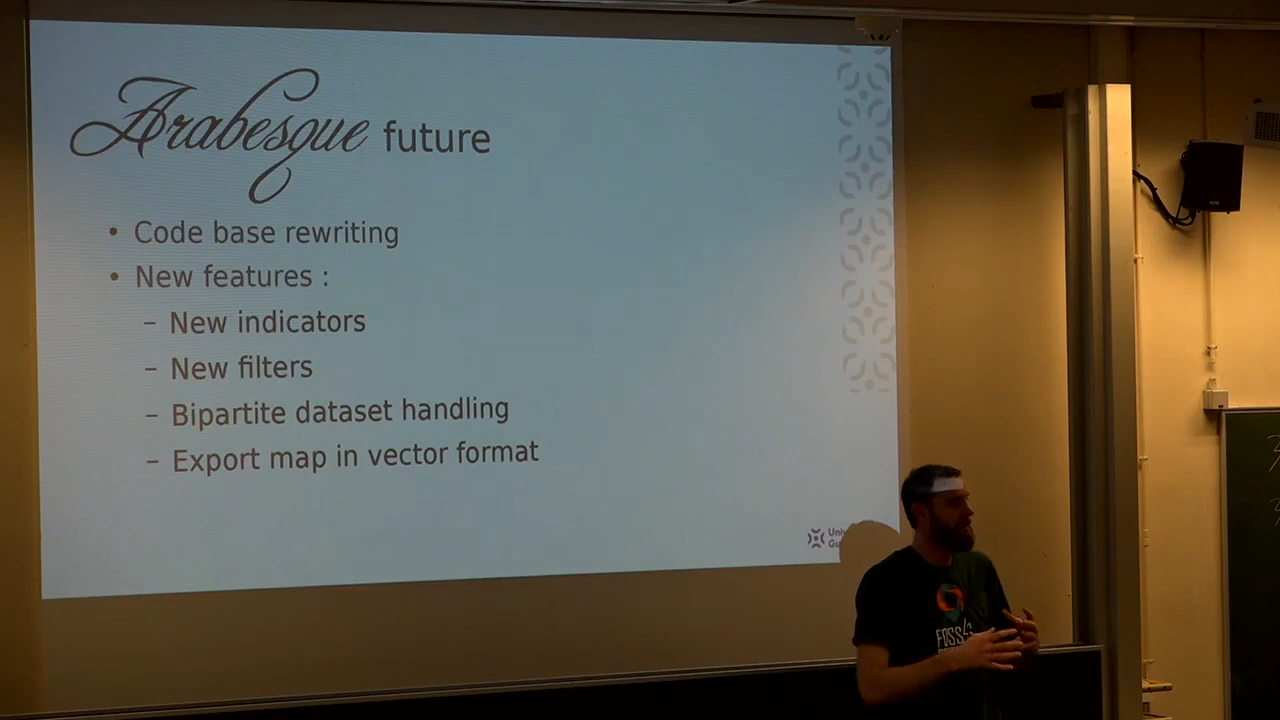 Arabesque future
• Code base rewriting
• New features :
– New indicators
– New filters
– Bipartite dataset handling
– Export map in vector format